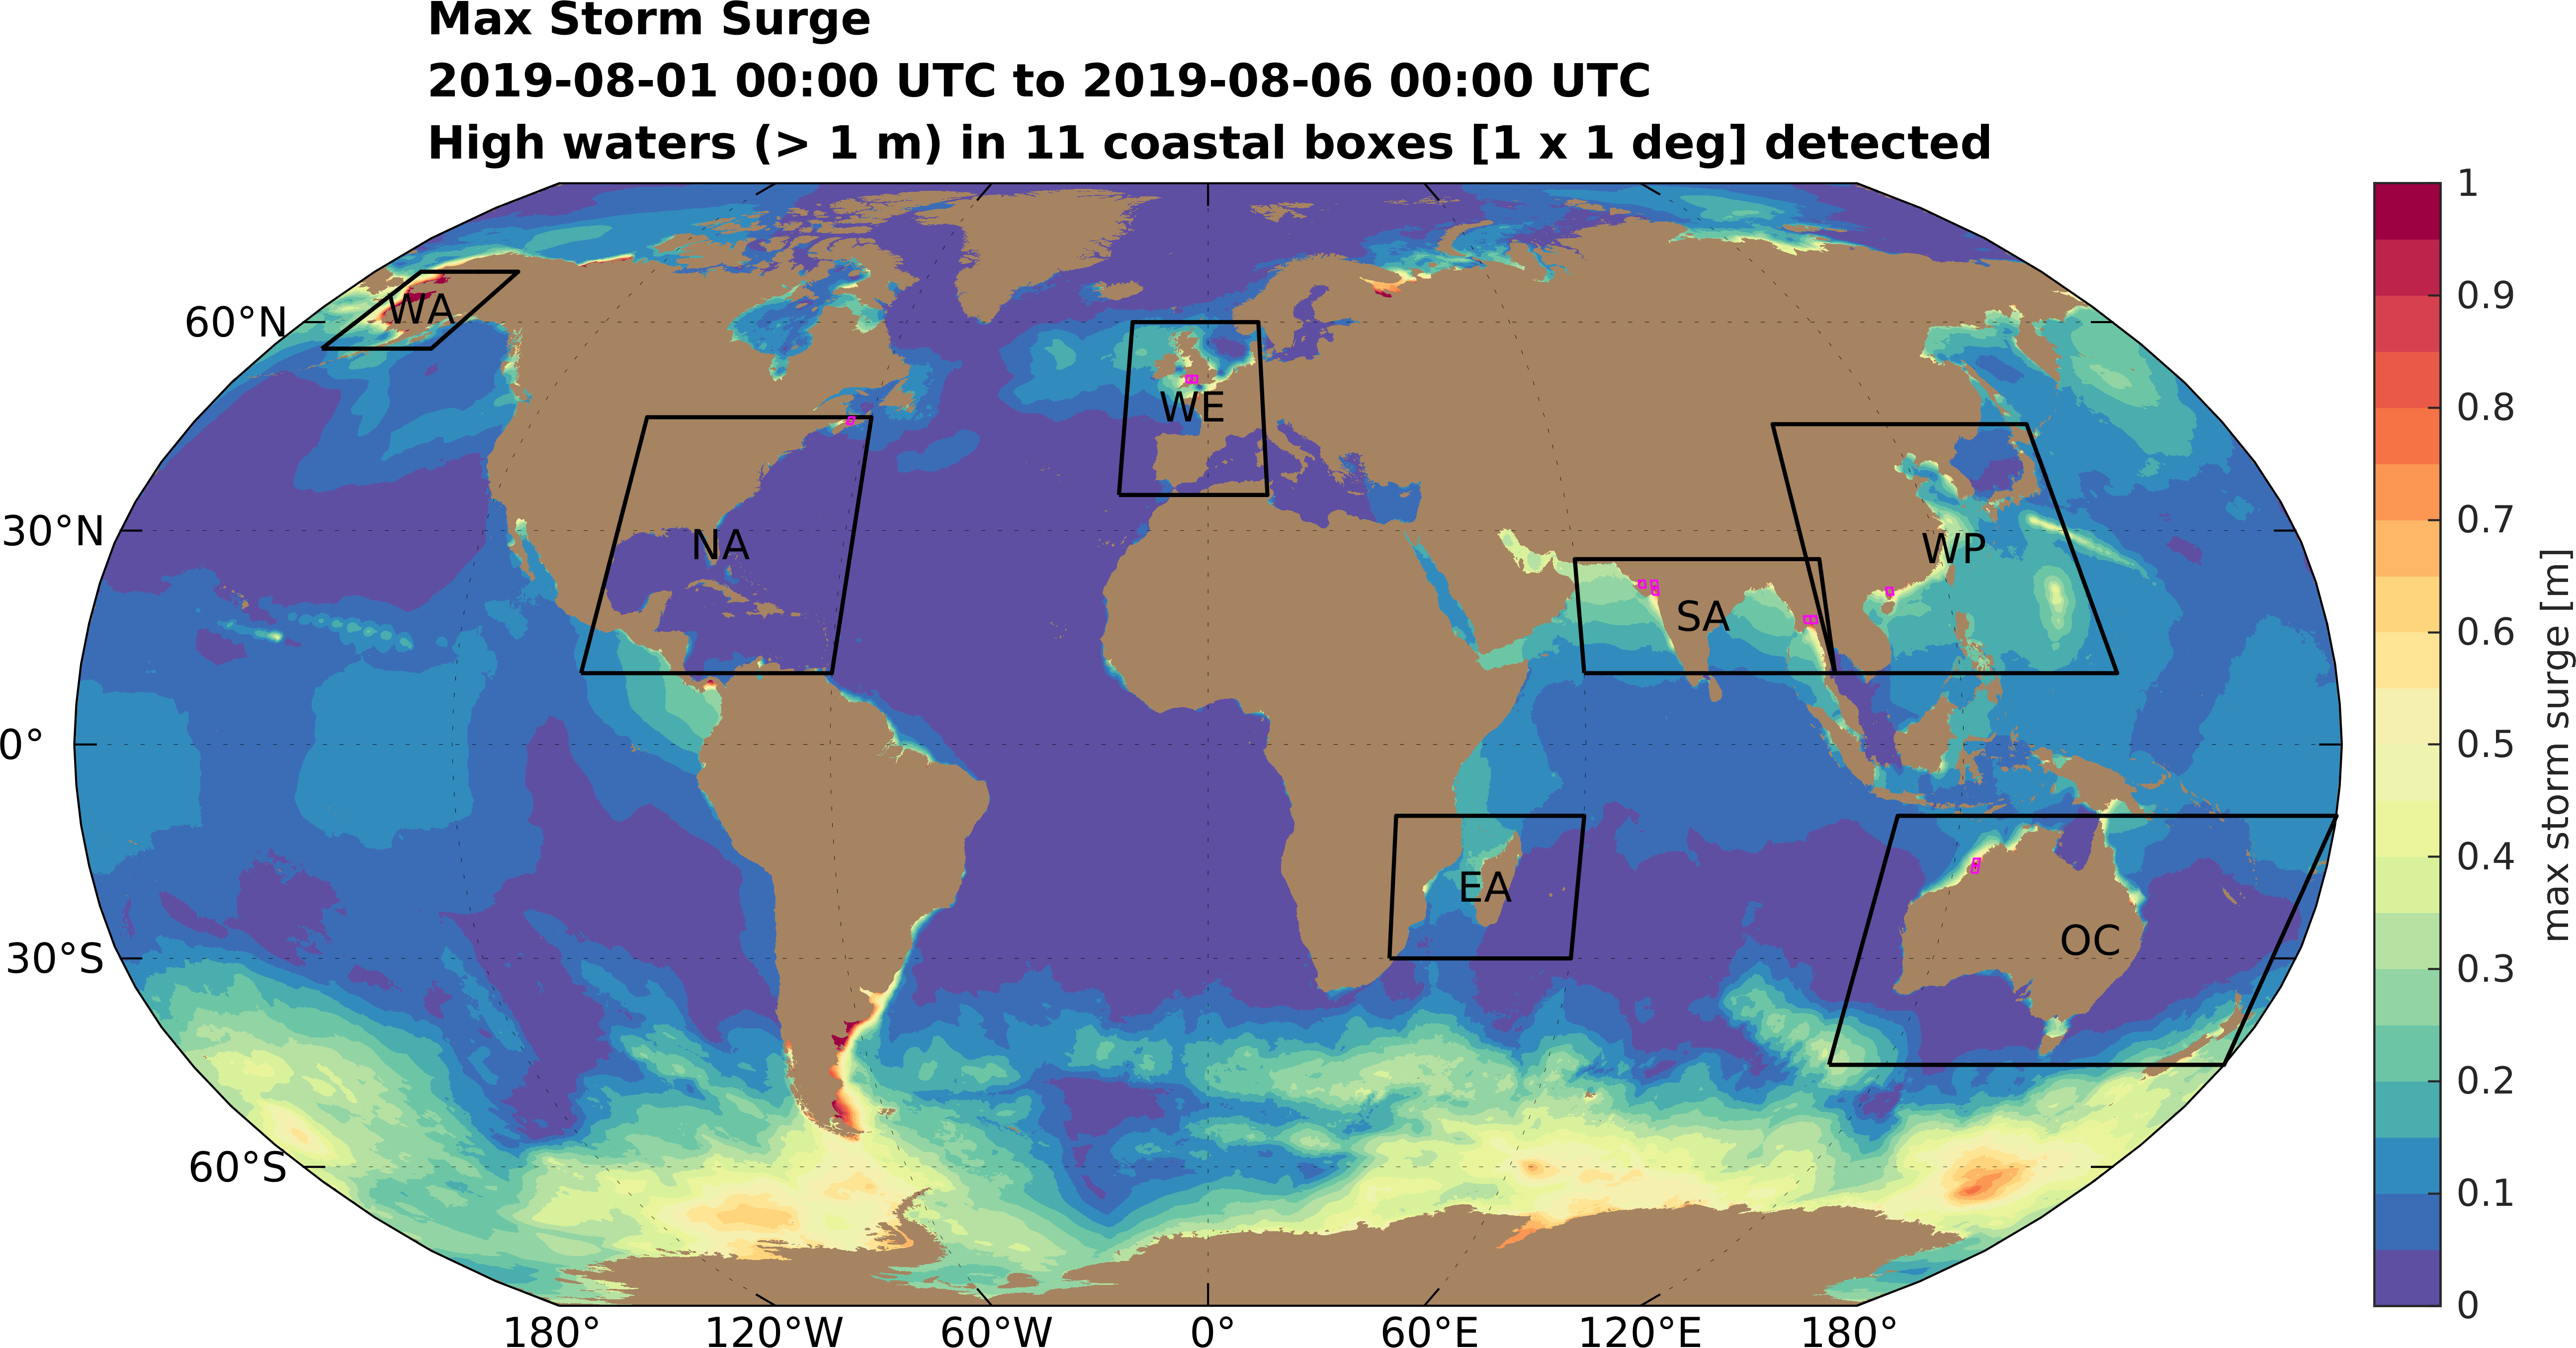 Max Storm Surge
2019-08-01 00:00 UTC to 2019-08-06 00:00 UTC
High waters (> 1 m) in 11 coastal boxes [1 x 1 deg] detected
60°N
30°N
0°
30°S
60°S
WA
NA
WE
SA
WP
EA
OC
180°
120°W
60°W
0°
60°E
120°E
180°
1
0.9
0.8
0.7
0.6
0.5
0.4
0.3
0.2
0.1
0
max storm surge [m]